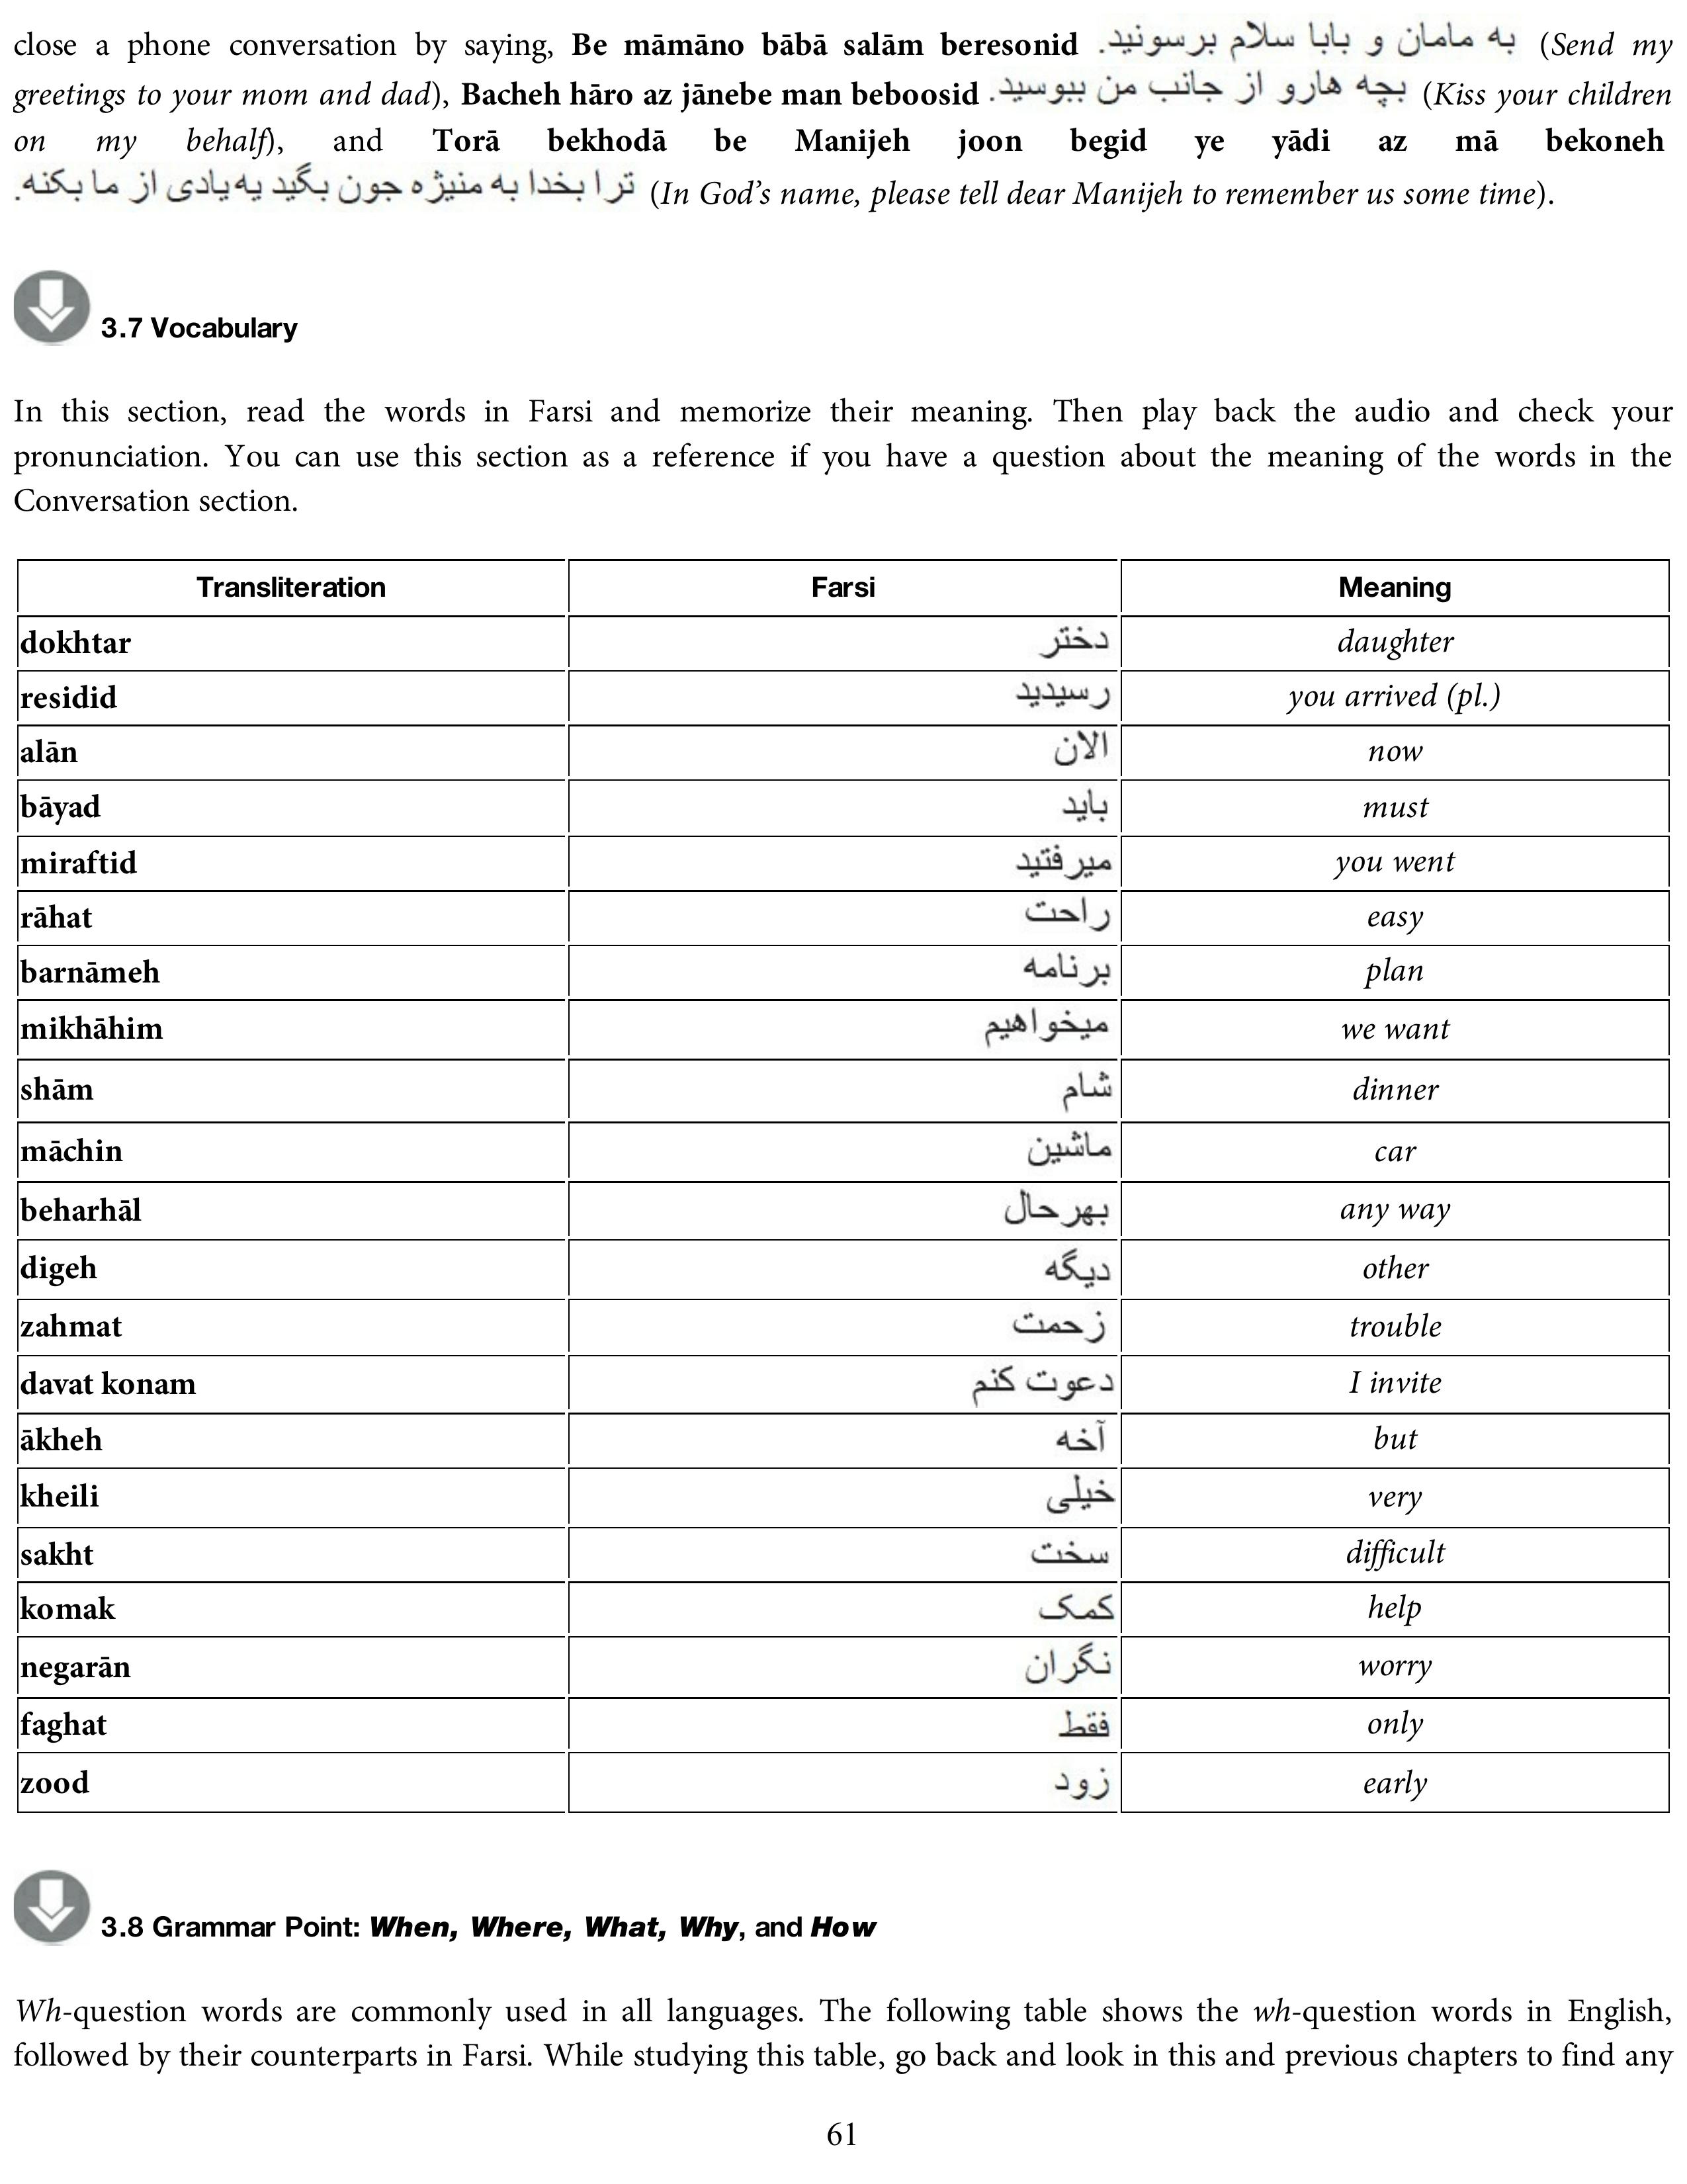 close a phone conversation by saying, Be māmāno bābā salām beresonid به مامان و بابا سلام برسونید. (Send my
greetings to your mom and dad), Bacheh hāro az jānebe man beboosid بچه هارو از جانب من ببوسید. (Kiss your children
on my behalf), and Torā bekhodā be Manijeh joon begid ye yādi az mā bekoneh
ترا بخدا به منیژه جون بگید یه یادی از ما بکنه. (In God’s name, please tell dear Manijeh to remember us some time).
3.7 Vocabulary
In this section, read the words in Farsi and memorize their meaning. Then play back the audio and check your
pronunciation. You can use this section as a reference if you have a question about the meaning of the words in the
Conversation section.
Transliteration Farsi Meaning
dokhtar دختر daughter
residid رسیدید you arrived (pl.)
alān الان now
bāyad باید must
miraftid میرفتید you went
rāhat راحت easy
barnāmeh برنامه plan
mikhāhim میخواهیم we want
shām شام dinner
māchin ماشین car
beharhāl بهرحال any way
digeh دیگه other
zahmat زحمت trouble
davat konam دعوت کنم I invite
ākheh آخه but
kheili خیلی very
sakht سخت difficult
komak کمک help
negarān نگران worry
faghat فقط only
zood زود early
3.8 Grammar Point: When, Where, What, Why, and How
Wh-question words are commonly used in all languages. The following table shows the wh-question words in English,
followed by their counterparts in Farsi. While studying this table, go back and look in this and previous chapters to find any
61